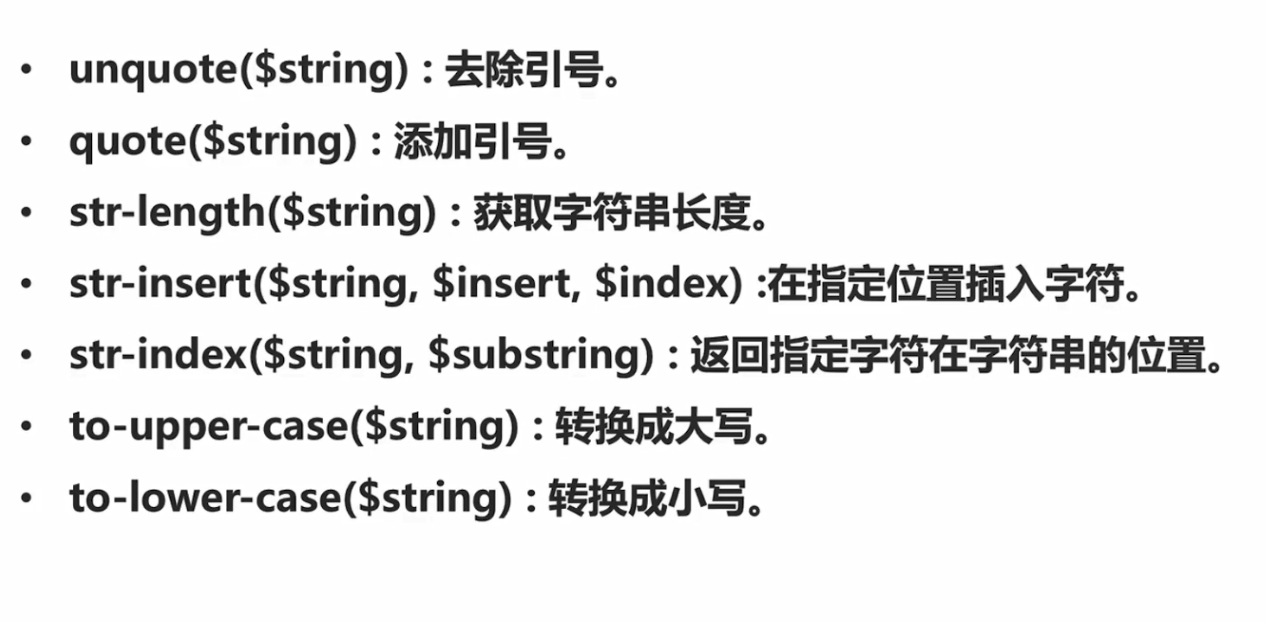 • unquote($string) : 去除引号。
• quote($string) : 添加引号。
• str-length($string) : 获取字符串长度。
• str-insert($string, $insert, $index) :在指定位置插入字符。
• str-index($string, $substring) : 返回指定字符在字符串的位置。
• to-upper-case($string) : 转换成大写。
• to-lower-case($string) : 转换成小写。